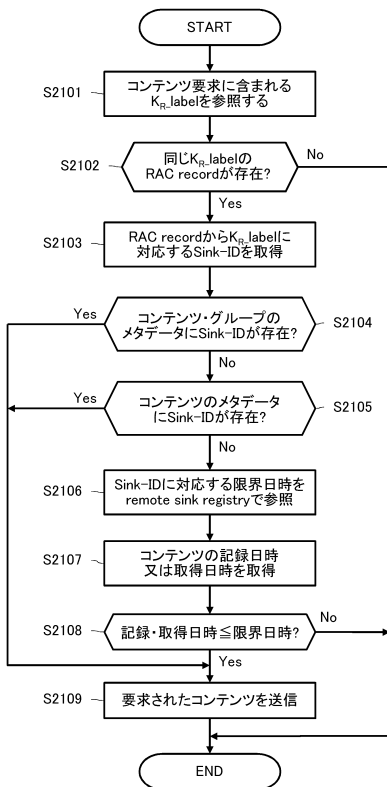 START
S2101
コンテンツ要求に含まれる
KR_labelを参照する
S2102
同じKR_labelの
RAC recordが存在?
No
Yes
S2103
RAC recordからKR_labelに
対応するSink-IDを取得
Yes
コンテンツ・グループの
メタデータにSink-IDが存在?
S2104
No
Yes
コンテンツのメタデータ
にSink-IDが存在?
S2105
No
S2106
Sink-IDに対応する限界日時を
remote sink registryで参照
S2107
コンテンツの記録日時
又は取得日時を取得
S2108
記録・取得日時≦限界日時?
No
Yes
S2109
要求されたコンテンツを送信
END